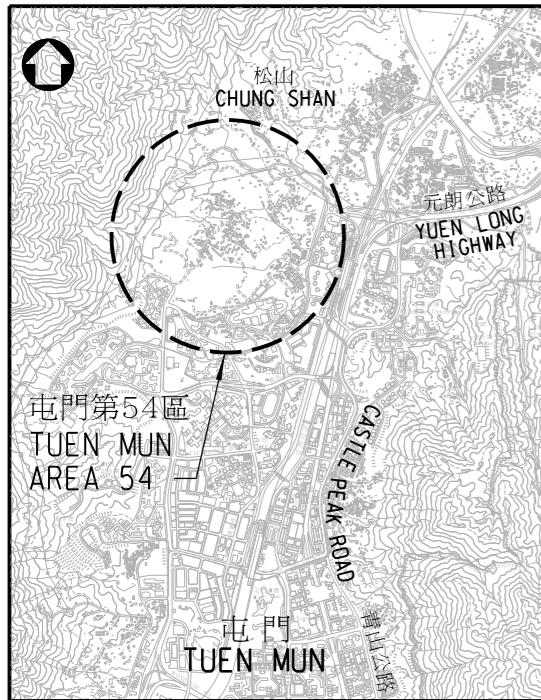 松山
CHUNG SHAN
元朗公路
YUEN LONG
HIGHWAY
屯門第54區
TUEN MUN
AREA 54
CASTLE PEAK ROAD
青山公路
屯門
TUEN MUN